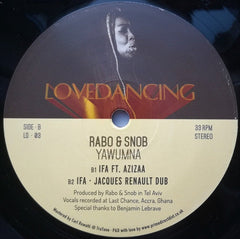 LOVEDANCING
RABO & SNOB
YAWUMNA
SIDE - B
LD - 03
33 RPM
STEREO
B1 IFA FT. AZIZAA
B2 IFA - JACQUES RENAULT DUB
Produced by Rabo & Snob in Tel Aviv
Vocals recorded at Last Chance, Accra, Ghana
Special thanks to Benjamin Lebrave